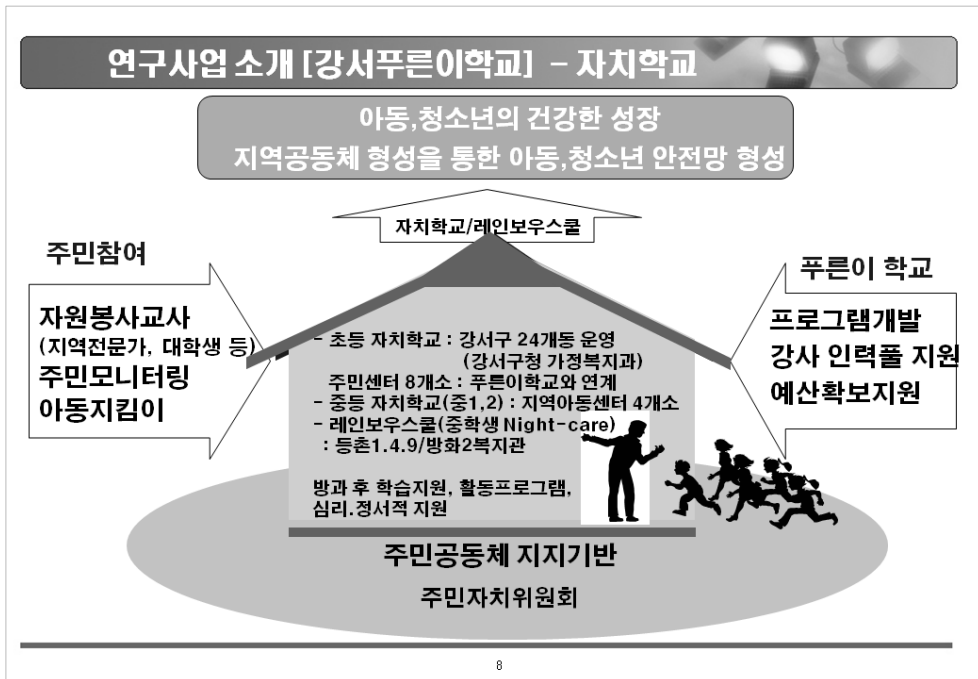 연구사업 소개 [강서푸른이학교] - 자치학교
아동,청소년의 건강한 성장
지역공동체 형성을 통한 아동,청소년 안전망 형성
자치학교/레인보우스쿨
주민참여
자원봉사교사
(지역전문가, 대학생 등)
주민모니터링
아동지킴이
- 초등 자치학교 : 강서구 24개동 운영
(강서구청 가정복지과)
주민센터 8개소 : 푸른이학교와 연계
- 중등 자치학교(중1,2) : 지역아동센터 4개소
- 레인보우스쿨(중학생 Night-care)
: 등촌1.4.9/방화2복지관
방과 후 학습지원, 활동프로그램,
심리.정서적 지원
푸른이 학교
프로그램개발
강사 인력풀 지원
예산확보지원
주민공동체 지지기반
주민자치위원회
8